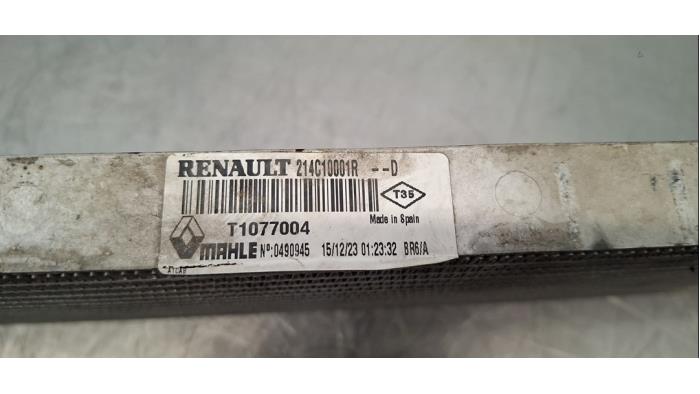 RENAULT 214C10001R --D
T35
T1077004
Made in Spain
MAHLE Nº:0490945 15/12/23 01:23:32 BR6/A